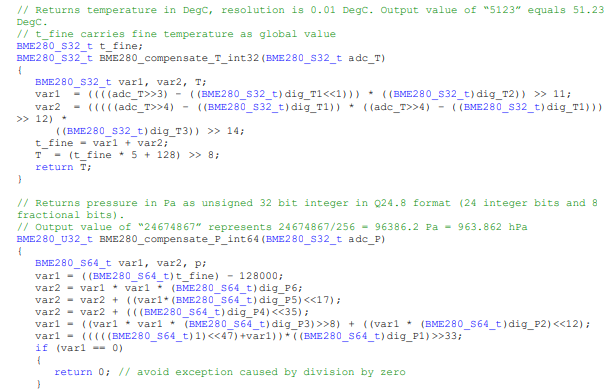 // Returns temperature in DegC, resolution is 0.01 DegC. Output value of “5123” equals 51.23
DegC.
// t_fine carries fine temperature as global value
BME280_S32_t t_fine;
BME280_S32_t BME280_compensate_T_int32(BME280_S32_t adc_T)
{
BME280_S32_t var1, var2, T;
var1 = ((((adc_T>>3) - ((BME280_S32_t)dig_T1<<1))) * ((BME280_S32_t)dig_T2)) >> 11;
var2 = (((((adc_T>>4) - ((BME280_S32_t)dig_T1)) * ((adc_T>>4) - ((BME280_S32_t)dig_T1)))
>> 12) *
((BME280_S32_t)dig_T3)) >> 14;
t_fine = var1 + var2;
T = (t_fine * 5 + 128) >> 8;
return T;
}
// Returns pressure in Pa as unsigned 32 bit integer in Q24.8 format (24 integer bits and 8
fractional bits).
// Output value of “24674867” represents 24674867/256 = 96386.2 Pa = 963.862 hPa
BME280_U32_t BME280_compensate_P_int64(BME280_S32_t adc_P)
{
BME280_S64_t var1, var2, p;
var1 = ((BME280_S64_t)t_fine) - 128000;
var2 = var1 * var1 * (BME280_S64_t)dig_P6;
var2 = var2 + ((var1*(BME280_S64_t)dig_P5)<<17);
var2 = var2 + (((BME280_S64_t)dig_P4)<<35);
var1 = ((var1 * var1 * (BME280_S64_t)dig_P3)>>8) + ((var1 * (BME280_S64_t)dig_P2)<<12);
var1 = (((((BME280_S64_t)1)<<47)+var1))*((BME280_S64_t)dig_P1)>>33;
if (var1 == 0)
{
return 0; // avoid exception caused by division by zero
}